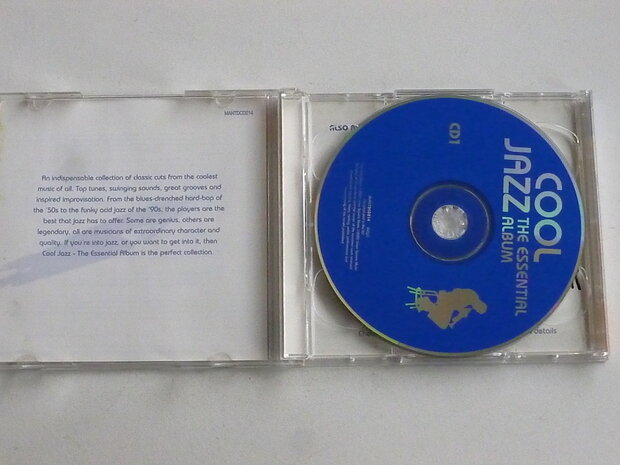 MANTDCD214
An indispensable collection of classic cuts from the coolest
music of all. Top tunes, swinging sounds, great grooves and
inspired improvisation. From the blues-drenched hard-bop of
the '50s to the funky acid jazz of the '90s, the players are the
best that jazz has to offer. Some are genius, others are
legendary, all are musicians of extraordinary character and
quality. If you're into jazz, or you want to get into it, then
Cool Jazz - The Essential Album is the perfect collection.
ALSO
CD1
COOL
JAZZ THE ESSENTIAL
ALBUM
details